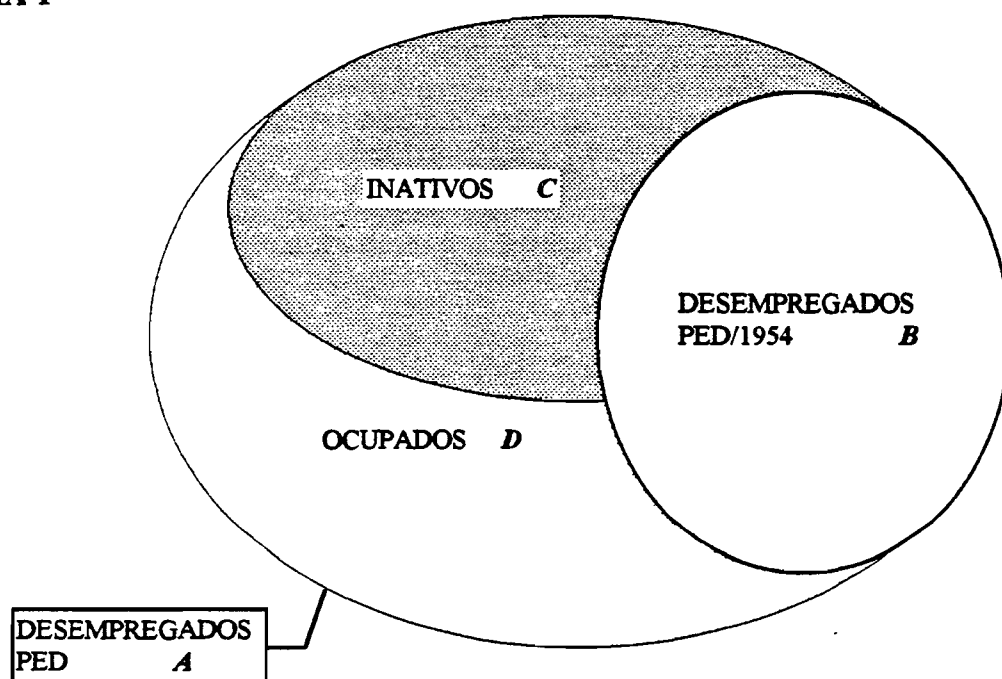 INATIVOS C
DESEMPREGADOS
PED/1954 B
OCUPADOS D
DESEMPREGADOS
PED A